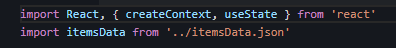 import React, { createContext, useState } from 'react'
import itemsData from '../itemsData.json'